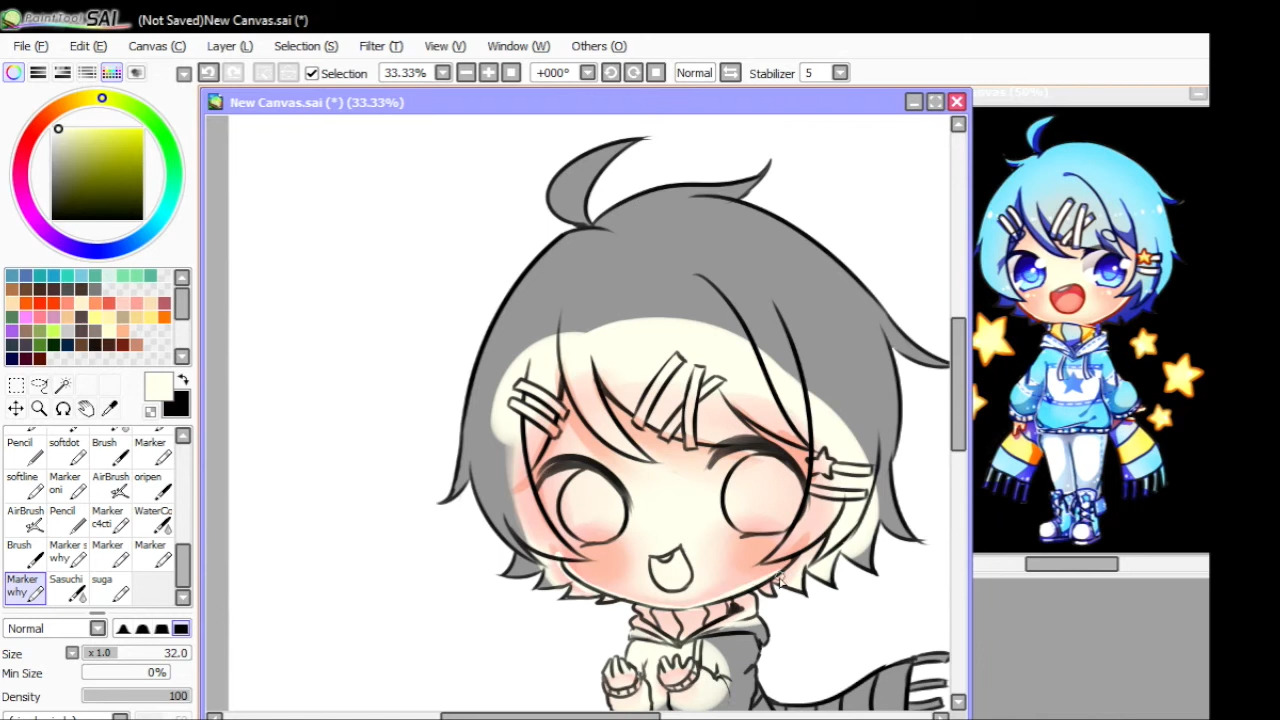 PaintTool SAI (Not Saved)New Canvas.sai (*)
File (F) Edit (E) Canvas (C) Layer (L) Selection (S) Filter (T) View (V) Window (W) Others (O)
Selection 33.33% +000° Normal Stabilizer 5
New Canvas.sai (*) (33.33%)
Pencil softdot Brush Marker
softline Marker oni AirBrush oripen
AirBrush Pencil Marker c4cti WaterCo
Brush Marker s why Marker Marker
Marker why Sasuchi suga
Normal
Size x 1.0 32.0
Min Size 0%
Density 100